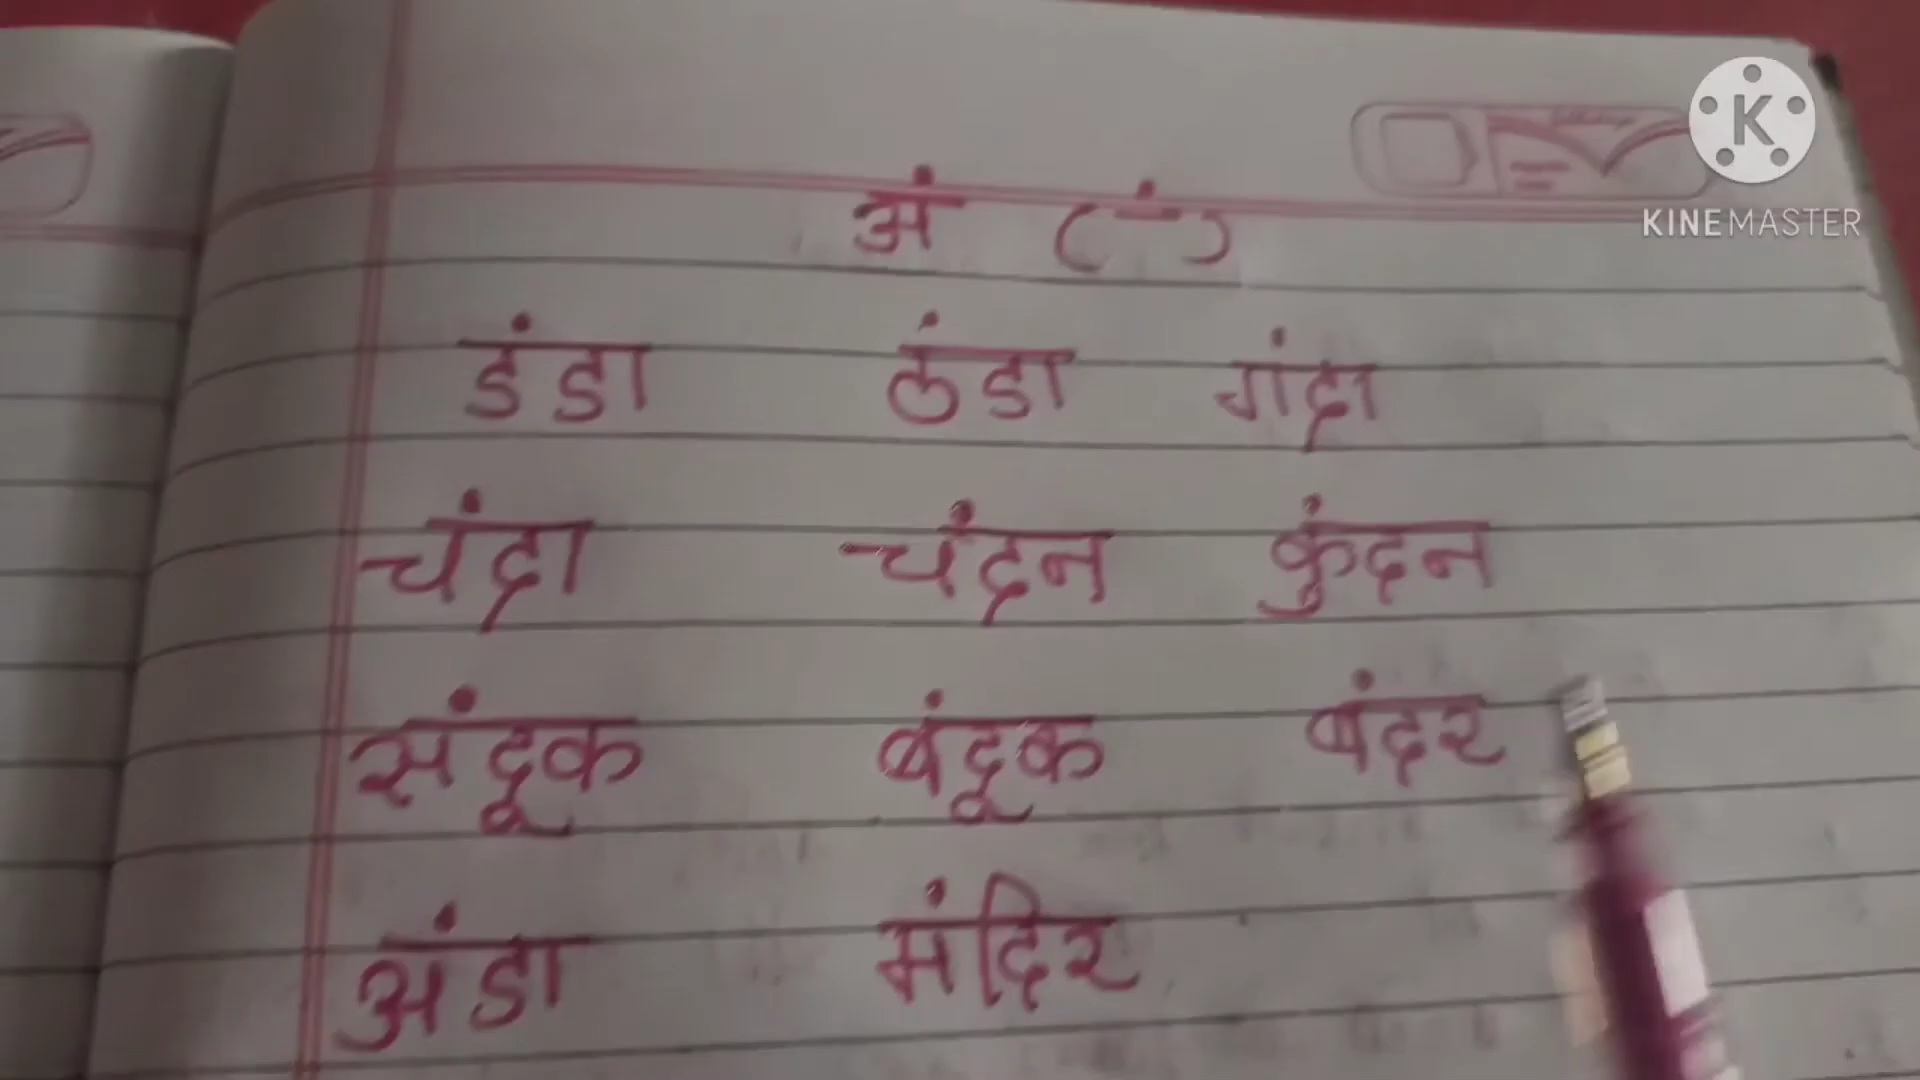 अं (ं)
डंडा ठंडा गंदा
चंदा चंदन कुंदन
संदूक बंदूक बंदर
अंडा मंदिर
K
KINEMASTER